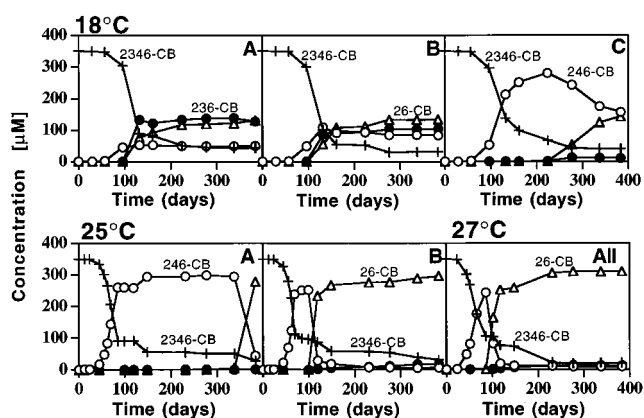 18°C
2346-CB A 2346-CB B 2346-CB C
236-CB 26-CB 246-CB
400 300 200 100 0
0 100 200 300 0 100 200 300 0 100 200 300 400
Time (days) Time (days) Time (days)
Concentration [µM]
25°C 27°C
A B All
246-CB 26-CB 26-CB
2346-CB 2346-CB 2346-CB
400 300 200 100 0
0 100 200 300 0 100 200 300 0 100 200 300 400
Time (days) Time (days) Time (days)